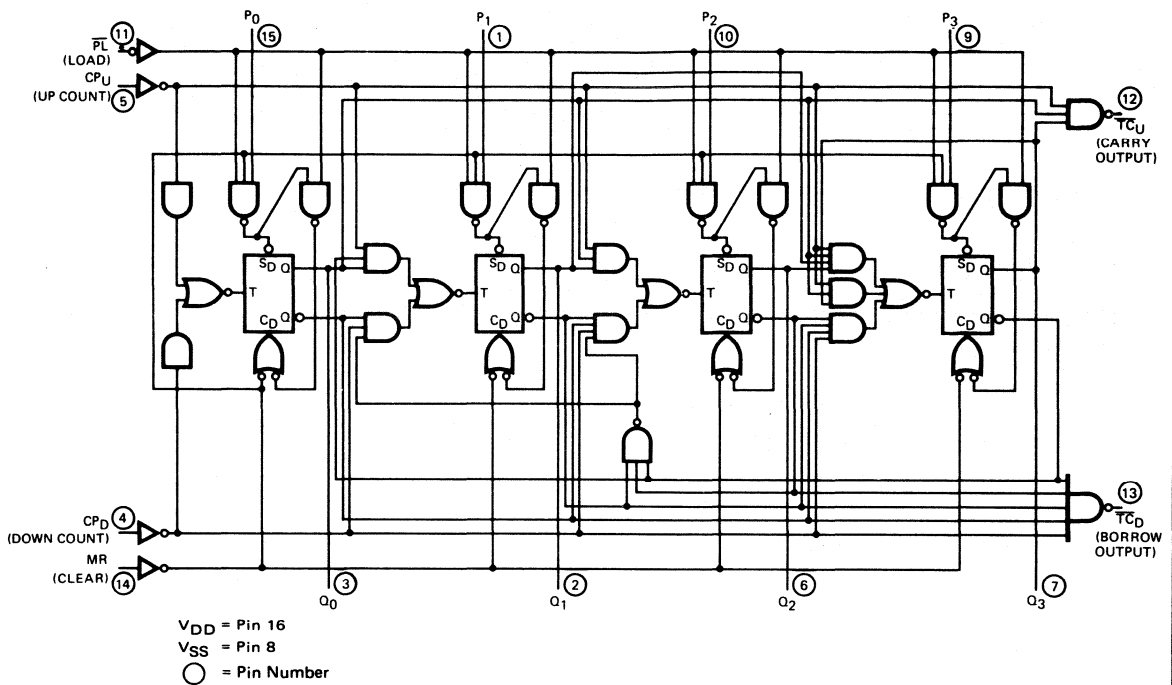 P0
P1
P2
P3
11
PL
(LOAD)
15
1
10
9
CPU
(UP COUNT)
5
12
TCU
(CARRY
OUTPUT)
SD Q
T
CD Q
SD Q
T
CD Q
SD Q
T
CD Q
SD Q
T
CD Q
CPD
4
(DOWN COUNT)
13
TCD
(BORROW
OUTPUT)
MR
(CLEAR)
14
3
Q0
2
Q1
6
Q2
7
Q3
VDD = Pin 16
VSS = Pin 8
= Pin Number